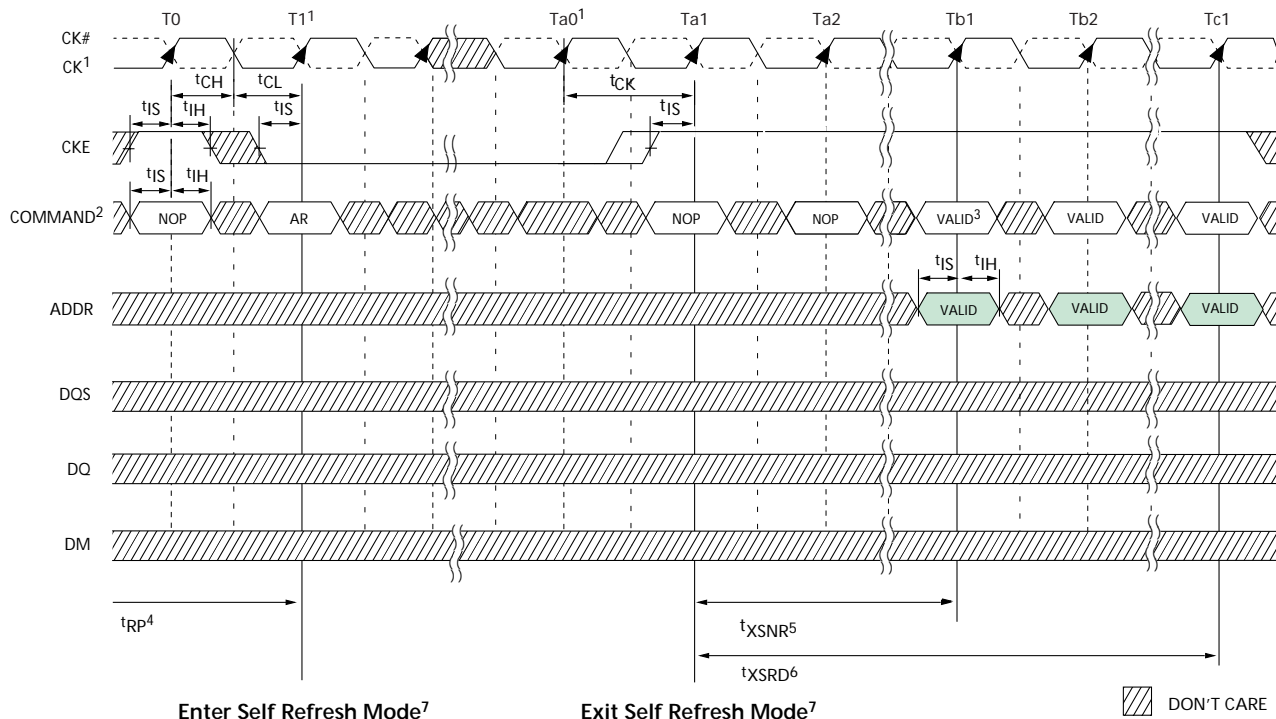 T0 T1¹ Ta0¹ Ta1 Ta2 Tb1 Tb2 Tc1
CK#
CK¹
tCH tCL tCK
tIS tIH tIS tIS
CKE
tIS tIH
COMMAND² NOP AR NOP NOP VALID³ VALID VALID
tIS tIH
ADDR VALID VALID VALID
DQS
DQ
DM
tRP⁴ tXSNR⁵
tXSRD⁶
Enter Self Refresh Mode⁷ Exit Self Refresh Mode⁷ DON'T CARE